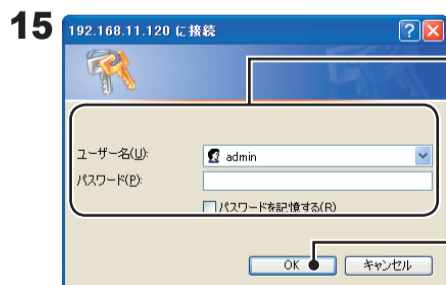 15
192.168.11.120 に接続
ユーザー名(U):
admin
パスワード(P):
パスワードを記憶する(R)
OK
キャンセル